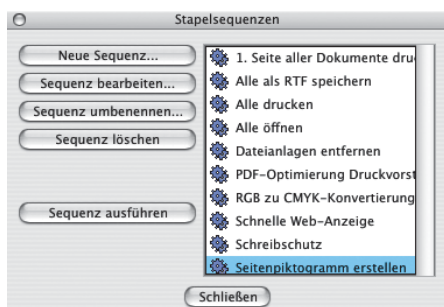 Stapelsequenzen
Neue Sequenz...
Sequenz bearbeiten...
Sequenz umbenennen...
Sequenz löschen
Sequenz ausführen
1. Seite aller Dokumente dru
Alle als RTF speichern
Alle drucken
Alle öffnen
Dateianlagen entfernen
PDF-Optimierung Druckvorst
RGB zu CMYK-Konvertierung
Schnelle Web-Anzeige
Schreibschutz
Seitenpiktogramm erstellen
Schließen